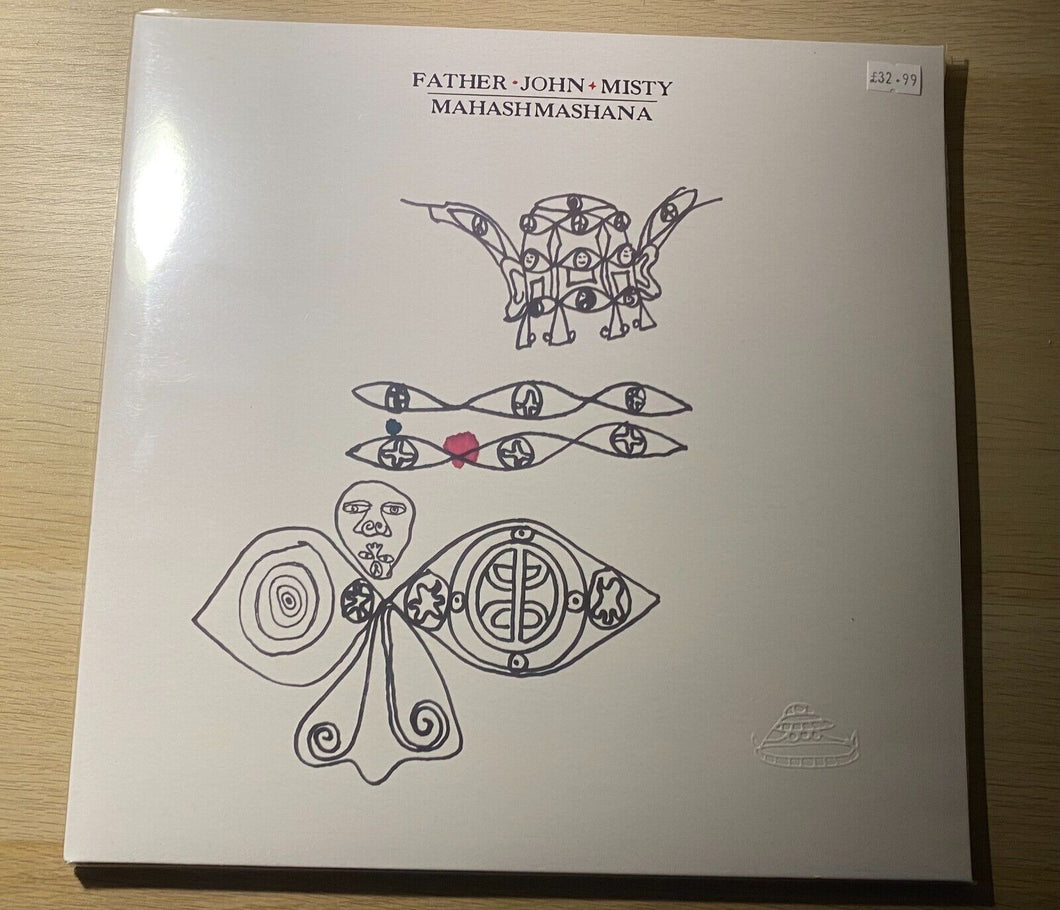 FATHER · JOHN + MISTY
MAHASHMASHANA
£32.99